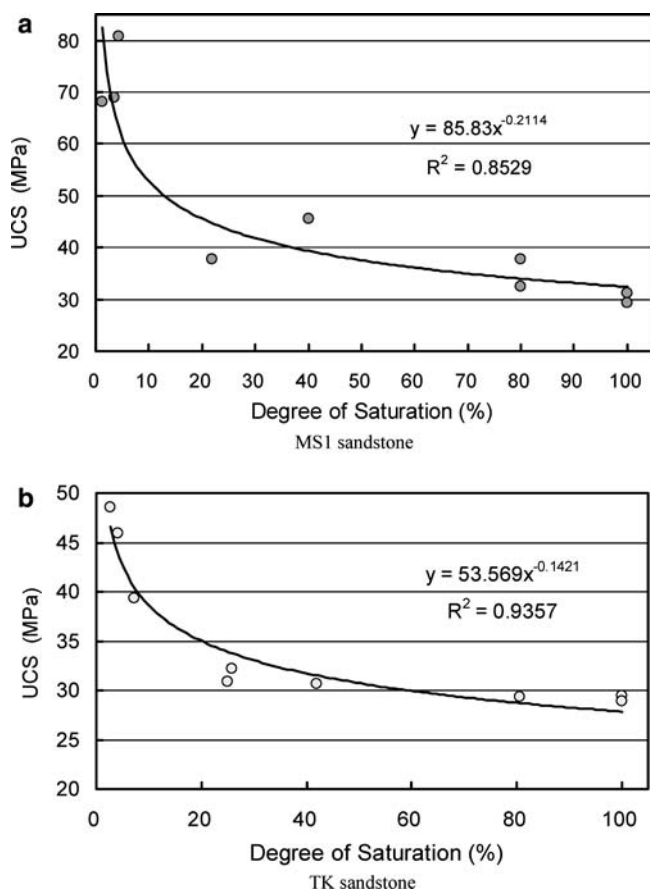 a
80
70
60
50
40
30
20
UCS (MPa)
y = 85.83x^-0.2114
R² = 0.8529
0 10 20 30 40 50 60 70 80 90 100
Degree of Saturation (%)
MS1 sandstone
b
50
45
40
35
30
25
20
UCS (MPa)
y = 53.569x^-0.1421
R² = 0.9357
0 20 40 60 80 100
Degree of Saturation (%)
TK sandstone